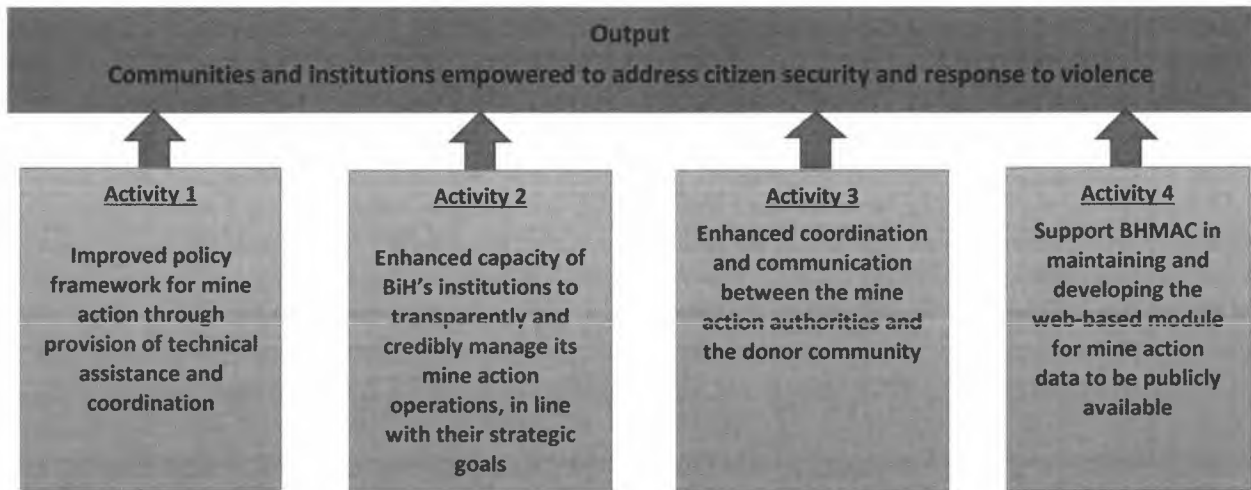 Output
Communities and institutions empowered to address citizen security and response to violence
Activity 1
Improved policy
framework for mine
action through
provision of technical
assistance and
coordination
Activity 2
Enhanced capacity of
BiH's institutions to
transparently and
credibly manage its
mine action
operations, in line
with their strategic
goals
Activity 3
Enhanced coordination
and communication
between the mine
action authorities and
the donor community
Activity 4
Support BHMAC in
maintaining and
developing the
web-based module
for mine action
data to be publicly
available